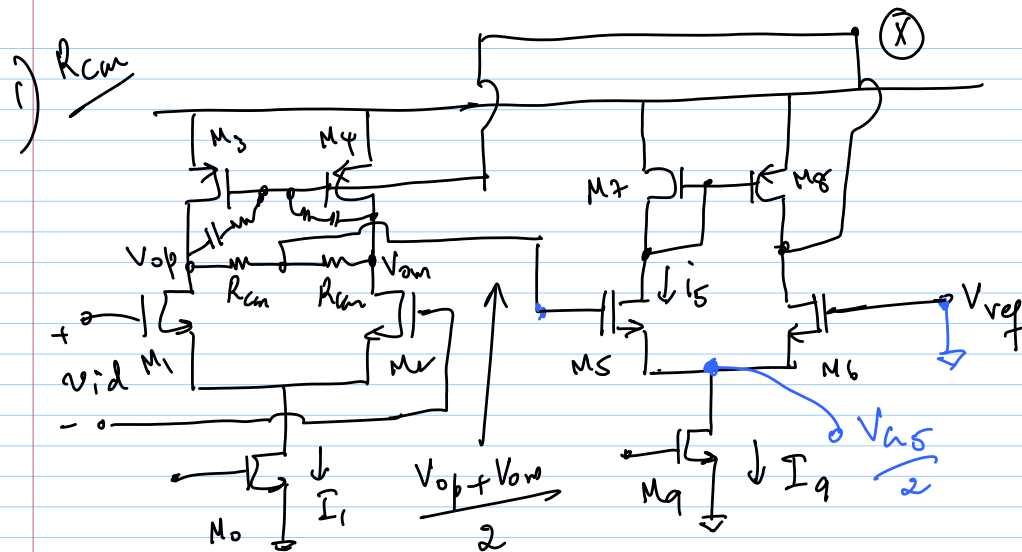 i) Rcm
X
M3
M4
M7
M8
Vop
Vom
Rcm
Rcm
i5
Vref
+
vid
-
M1
M2
M5
M6
Vop + Vom
2
I1
M0
M9
I9
2